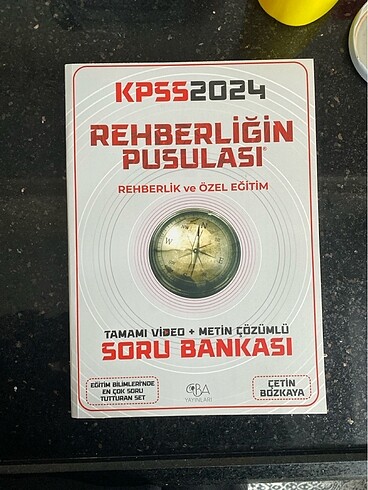 KPSS2024
REHBERLİĞİN
PUSULASI®
REHBERLİK ve ÖZEL EĞİTİM
N
W
TAMAMI VİDEO + METİN ÇÖZÜMLÜ
SORU BANKASI
EĞİTİM BİLİMLERİ'NDE
EN ÇOK SORU
TUTTURAN SET
CBA
YAYINLARI
ÇETİN
BOZKAYA